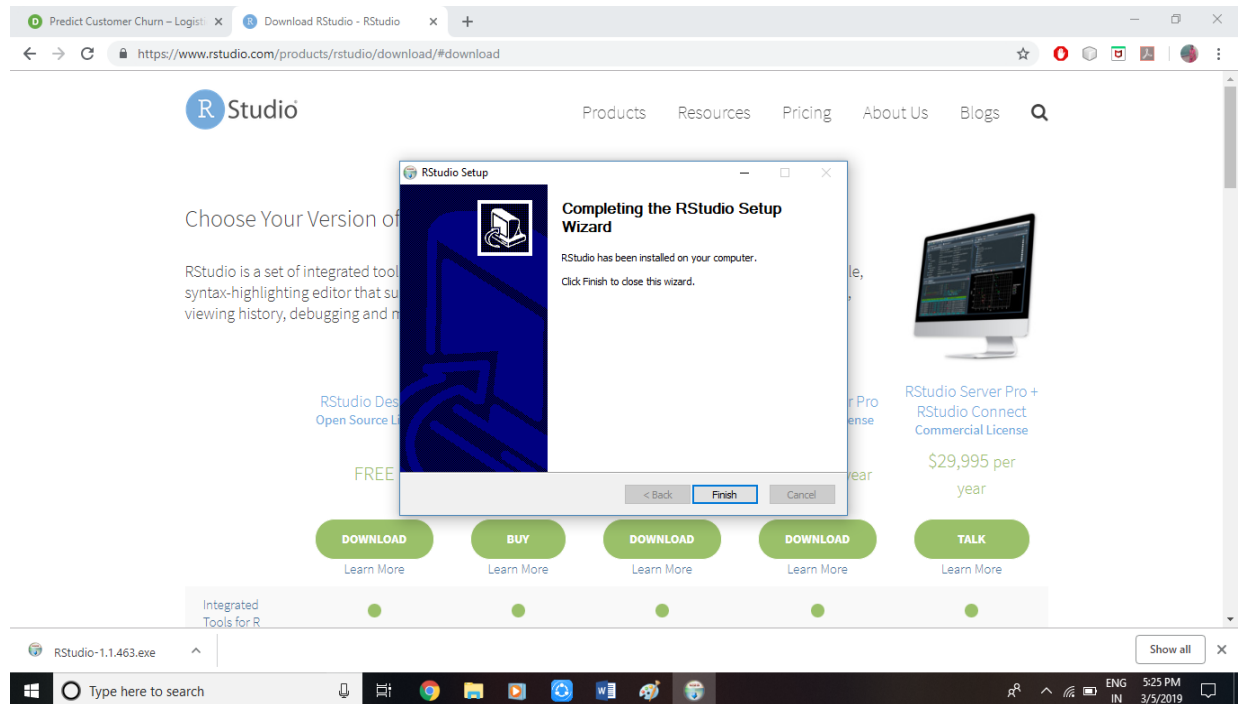 Predict Customer Churn – Logisti
Download RStudio - RStudio
https://www.rstudio.com/products/rstudio/download/#download
R Studio
Products Resources Pricing About Us Blogs
RStudio Setup
Completing the RStudio Setup
Wizard
RStudio has been installed on your computer.
Click Finish to close this wizard.
< Back Finish Cancel
Choose Your Version of
RStudio is a set of integrated tool
le,
syntax-highlighting editor that su
viewing history, debugging and
RStudio Des
Open Source Li
FREE
r Pro
ense
year
RStudio Server Pro +
RStudio Connect
Commercial License
$29,995 per
year
DOWNLOAD BUY DOWNLOAD DOWNLOAD TALK
Learn More Learn More Learn More Learn More Learn More
Integrated
Tools for R
RStudio-1.1.463.exe
Show all
Type here to search
ENG
IN
5:25 PM
3/5/2019